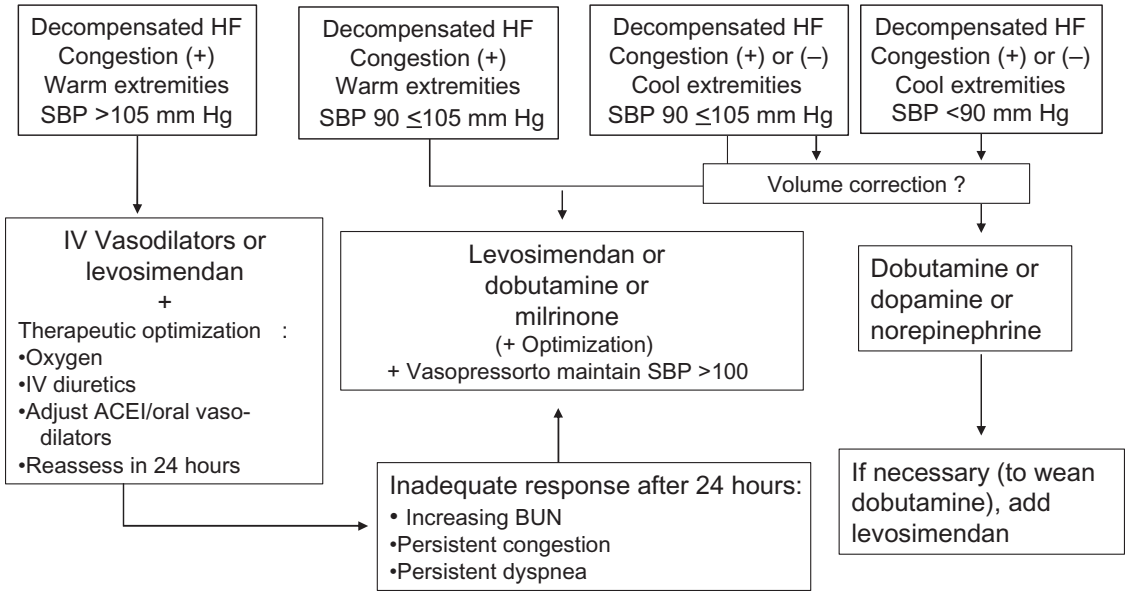 Decompensated HF
Congestion (+)
Warm extremities
SBP >105 mm Hg
Decompensated HF
Congestion (+)
Warm extremities
SBP 90 ≤105 mm Hg
Decompensated HF
Congestion (+) or (–)
Cool extremities
SBP 90 ≤105 mm Hg
Decompensated HF
Congestion (+) or (–)
Cool extremities
SBP <90 mm Hg
Volume correction ?
IV Vasodilators or
levosimendan
+
Therapeutic optimization :
•Oxygen
•IV diuretics
•Adjust ACEI/oral vaso-
dilators
•Reassess in 24 hours
Levosimendan or
dobutamine or
milrinone
(+ Optimization)
+ Vasopressorto maintain SBP >100
Dobutamine or
dopamine or
norepinephrine
Inadequate response after 24 hours:
• Increasing BUN
•Persistent congestion
•Persistent dyspnea
If necessary (to wean
dobutamine), add
levosimendan